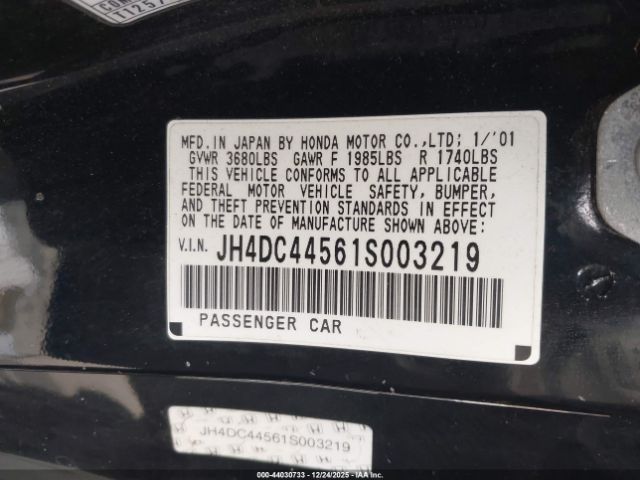 MFD.IN JAPAN BY HONDA MOTOR CO.,LTD; 1/'01
GVWR 3680LBS GAWR F 1985LBS R 1740LBS
THIS VEHICLE CONFORMS TO ALL APPLICABLE
FEDERAL MOTOR VEHICLE SAFETY, BUMPER,
AND THEFT PREVENTION STANDARDS IN EFFECT
ON THE DATE OF MANUFACTURE SHOWN ABOVE:
V.I.N. JH4DC44561S003219
PASSENGER CAR
JH4DC44561S003219
000-44030733 - 12/24/2025 - IAAI.COM